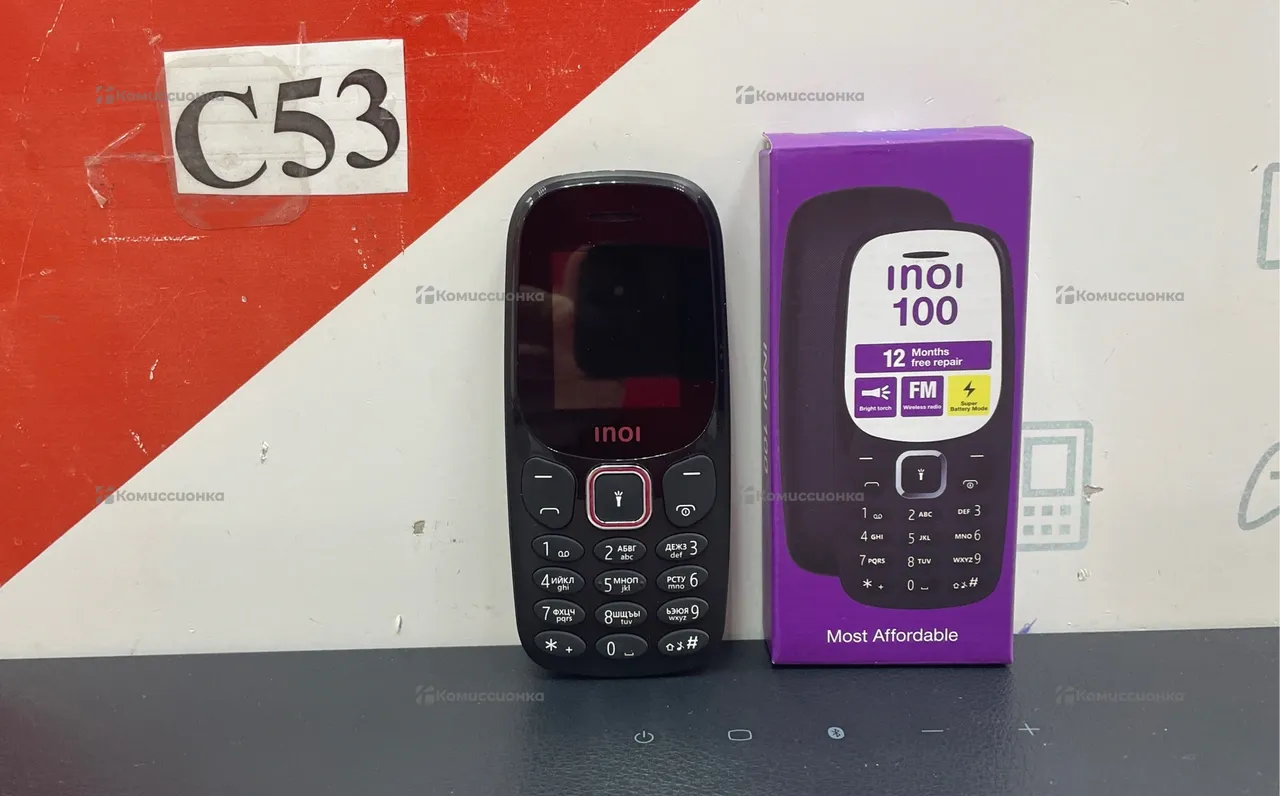 C53
Комиссионка
Комиссионка
Комиссионка
Комиссионка
Комиссионка
Комиссионка
Комиссионка
Комиссионка
ınoı
1
2 АБВГ abc
ДЕЖЗ def 3
4 ИЙКЛ ghi
5 МНОП jkl
РСТУ mno 6
7 ФХЦЧ pqrs
8 ШЩЪЫ tuv
ЬЭЮЯ wxyz 9
* +
0
#
INOI 100
ınoı
100
12 Months free repair
Bright torch
FM
Wireless radio
Super Battery Mode
1
2 ABC
DEF 3
4 GHI
5 JKL
MNO 6
7 PQRS
8 TUV
WXYZ 9
* +
0
#
Most Affordable